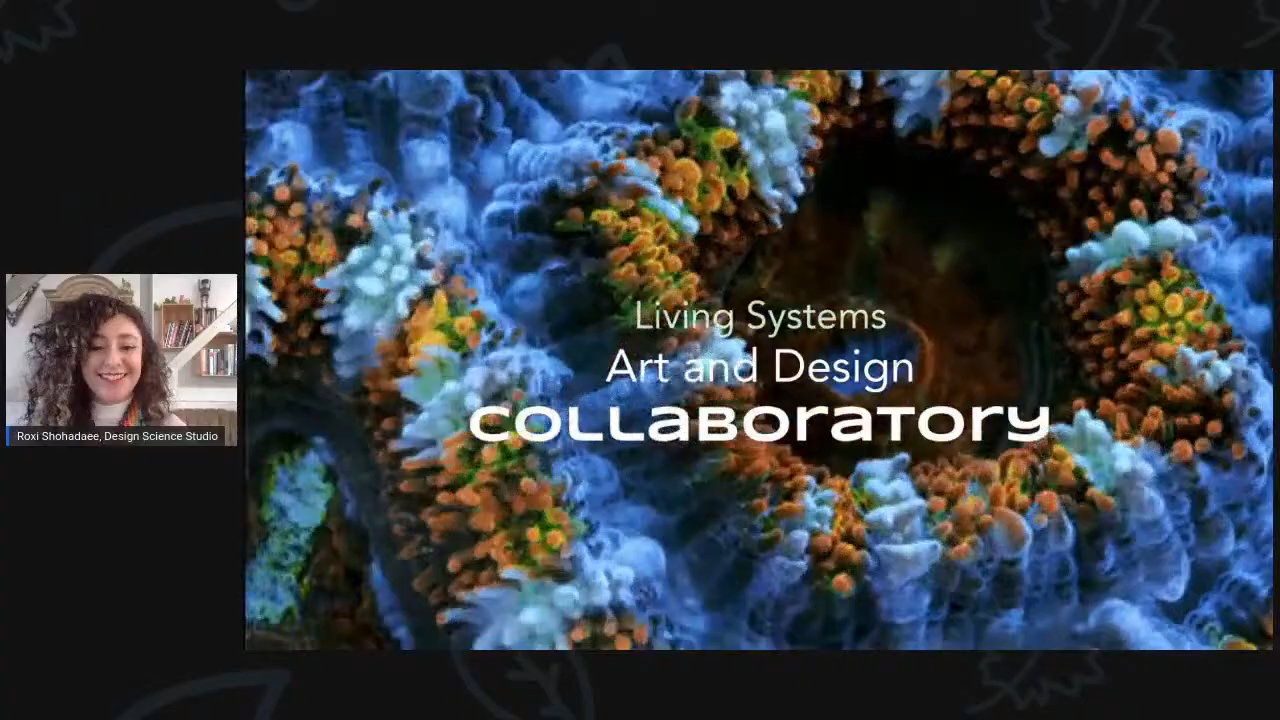 Roxi Shohadaee, Design Science Studio
Living Systems
Art and Design
COLLABORATORY